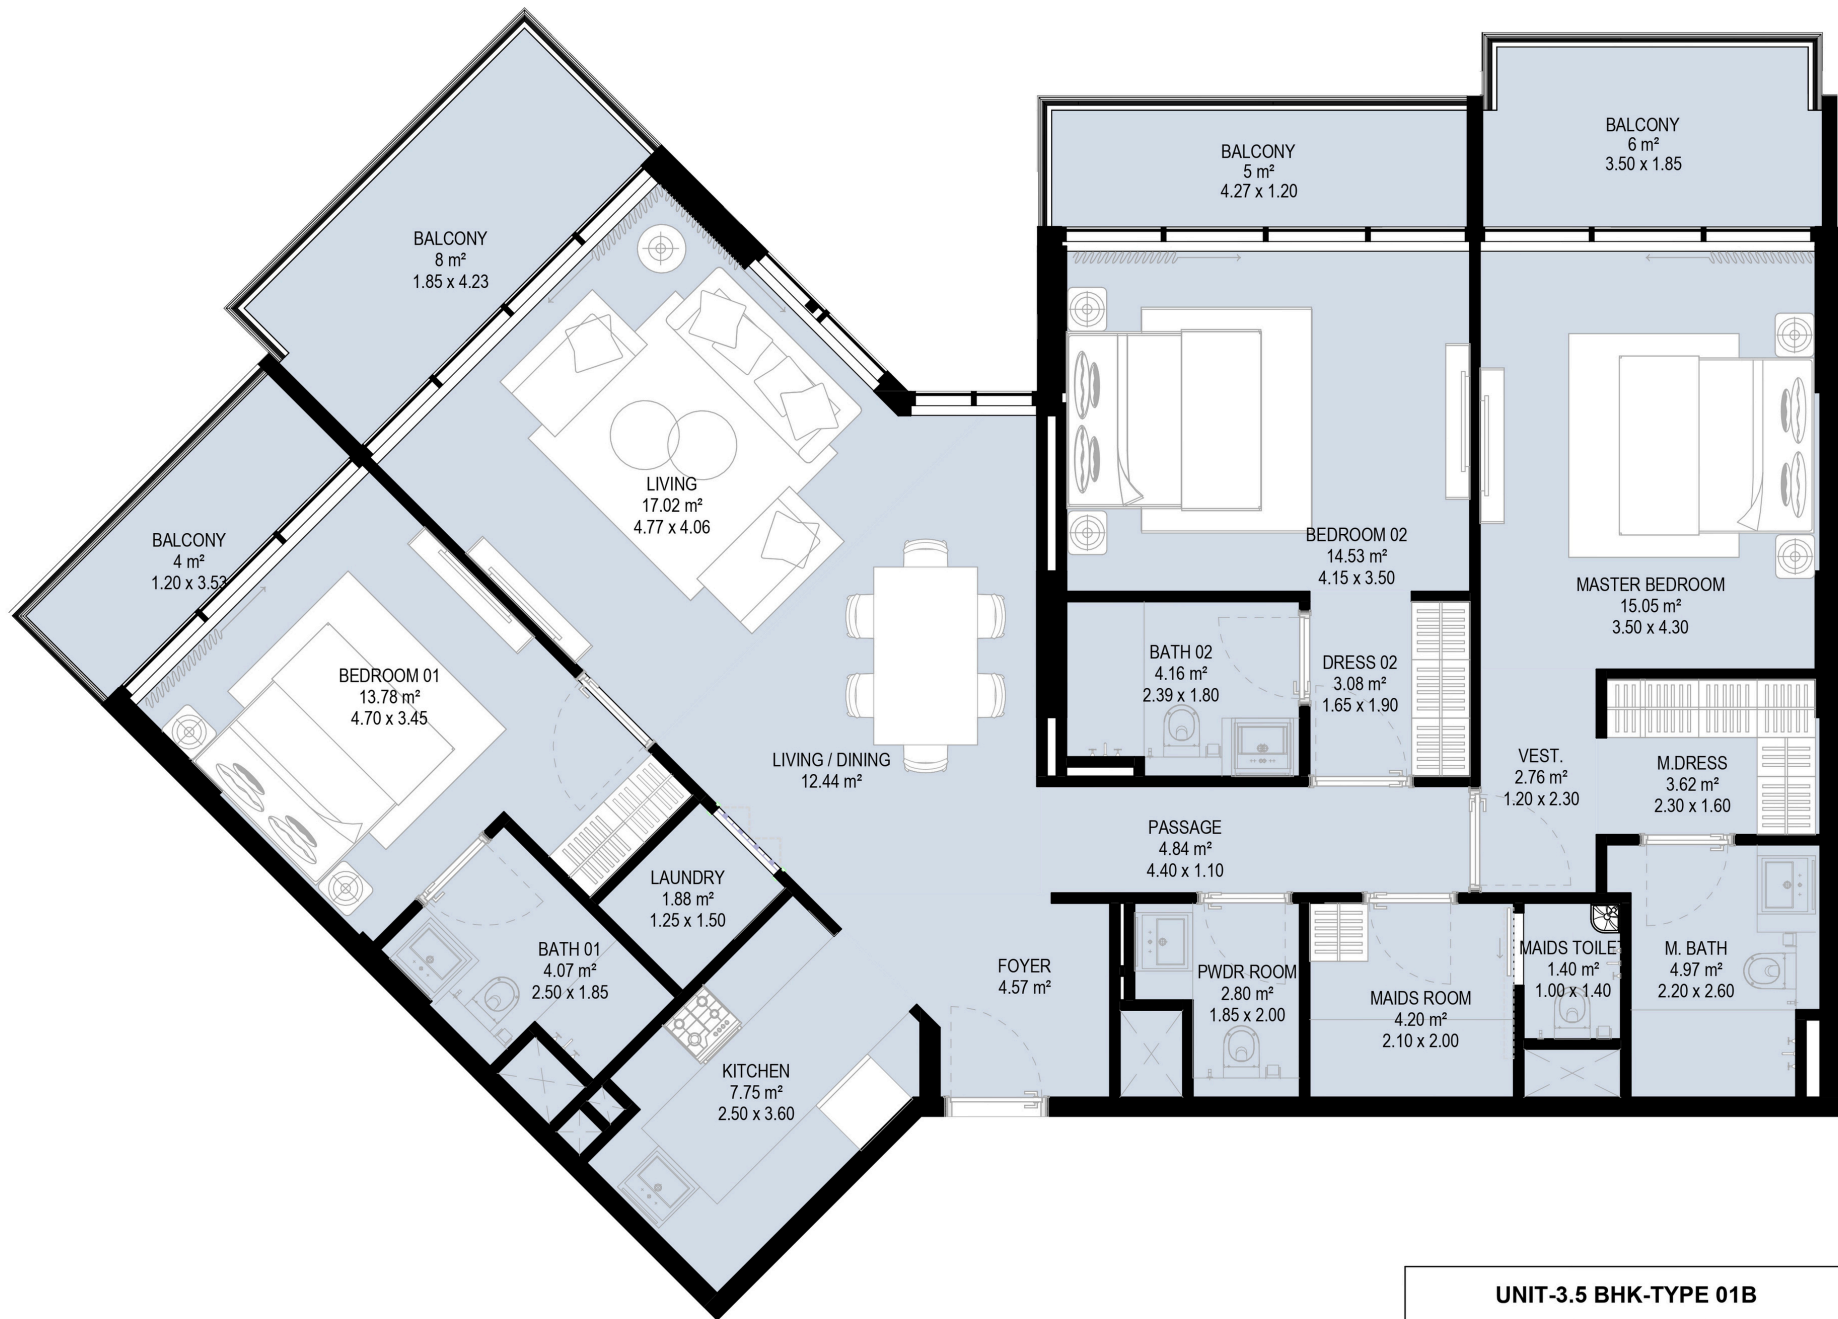 BALCONY
6 m²
3.50 x 1.85
BALCONY
5 m²
4.27 x 1.20
BALCONY
8 m²
1.85 x 4.23
LIVING
17.02 m²
4.77 x 4.06
BALCONY
4 m²
1.20 x 3.53
BEDROOM 02
14.53 m²
4.15 x 3.50
MASTER BEDROOM
15.05 m²
3.50 x 4.30
BEDROOM 01
13.78 m²
4.70 x 3.45
BATH 02
4.16 m²
2.39 x 1.80
DRESS 02
3.08 m²
1.65 x 1.90
LIVING / DINING
12.44 m²
VEST.
2.76 m²
1.20 x 2.30
M.DRESS
3.62 m²
2.30 x 1.60
PASSAGE
4.84 m²
4.40 x 1.10
LAUNDRY
1.88 m²
1.25 x 1.50
BATH 01
4.07 m²
2.50 x 1.85
FOYER
4.57 m²
PWDR ROOM
2.80 m²
1.85 x 2.00
MAIDS ROOM
4.20 m²
2.10 x 2.00
MAIDS TOILET
1.40 m²
1.00 x 1.40
M. BATH
4.97 m²
2.20 x 2.60
KITCHEN
7.75 m²
2.50 x 3.60
UNIT-3.5 BHK-TYPE 01B